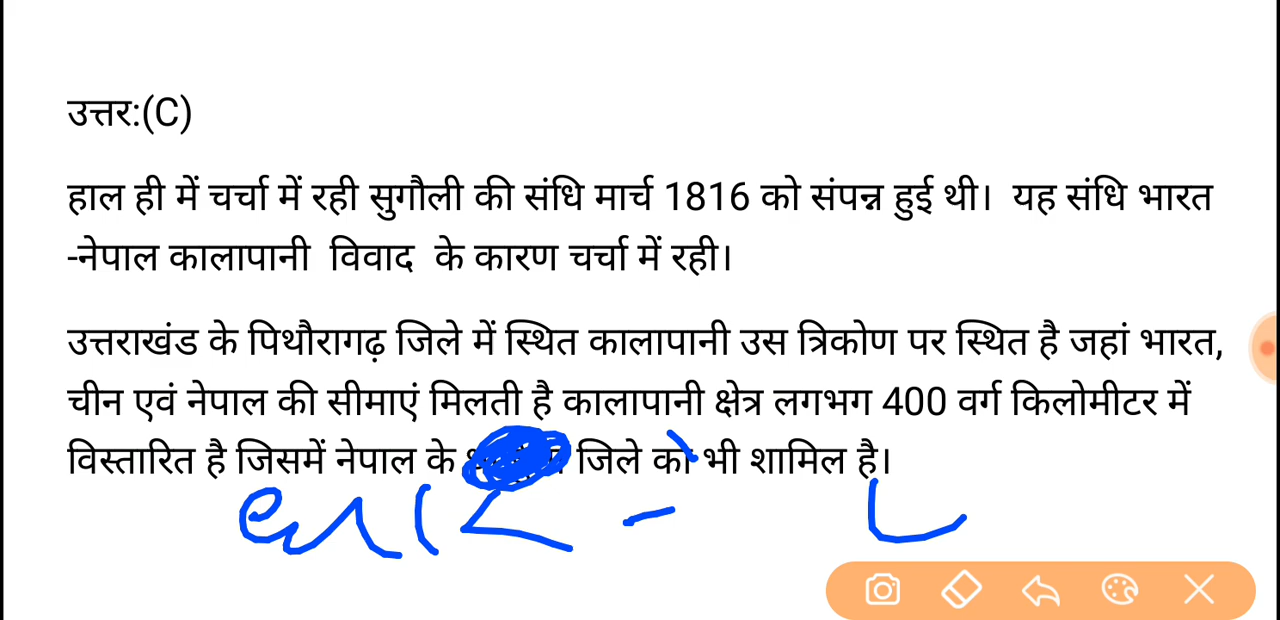 उत्तर:(C)
हाल ही में चर्चा में रही सुगौली की संधि मार्च 1816 को संपन्न हुई थी। यह संधि भारत
-नेपाल कालापानी विवाद के कारण चर्चा में रही।
उत्तराखंड के पिथौरागढ़ जिले में स्थित कालापानी उस त्रिकोण पर स्थित है जहां भारत,
चीन एवं नेपाल की सीमाएं मिलती है कालापानी क्षेत्र लगभग 400 वर्ग किलोमीटर में
विस्तारित है जिसमें नेपाल के जिले को भी शामिल है।